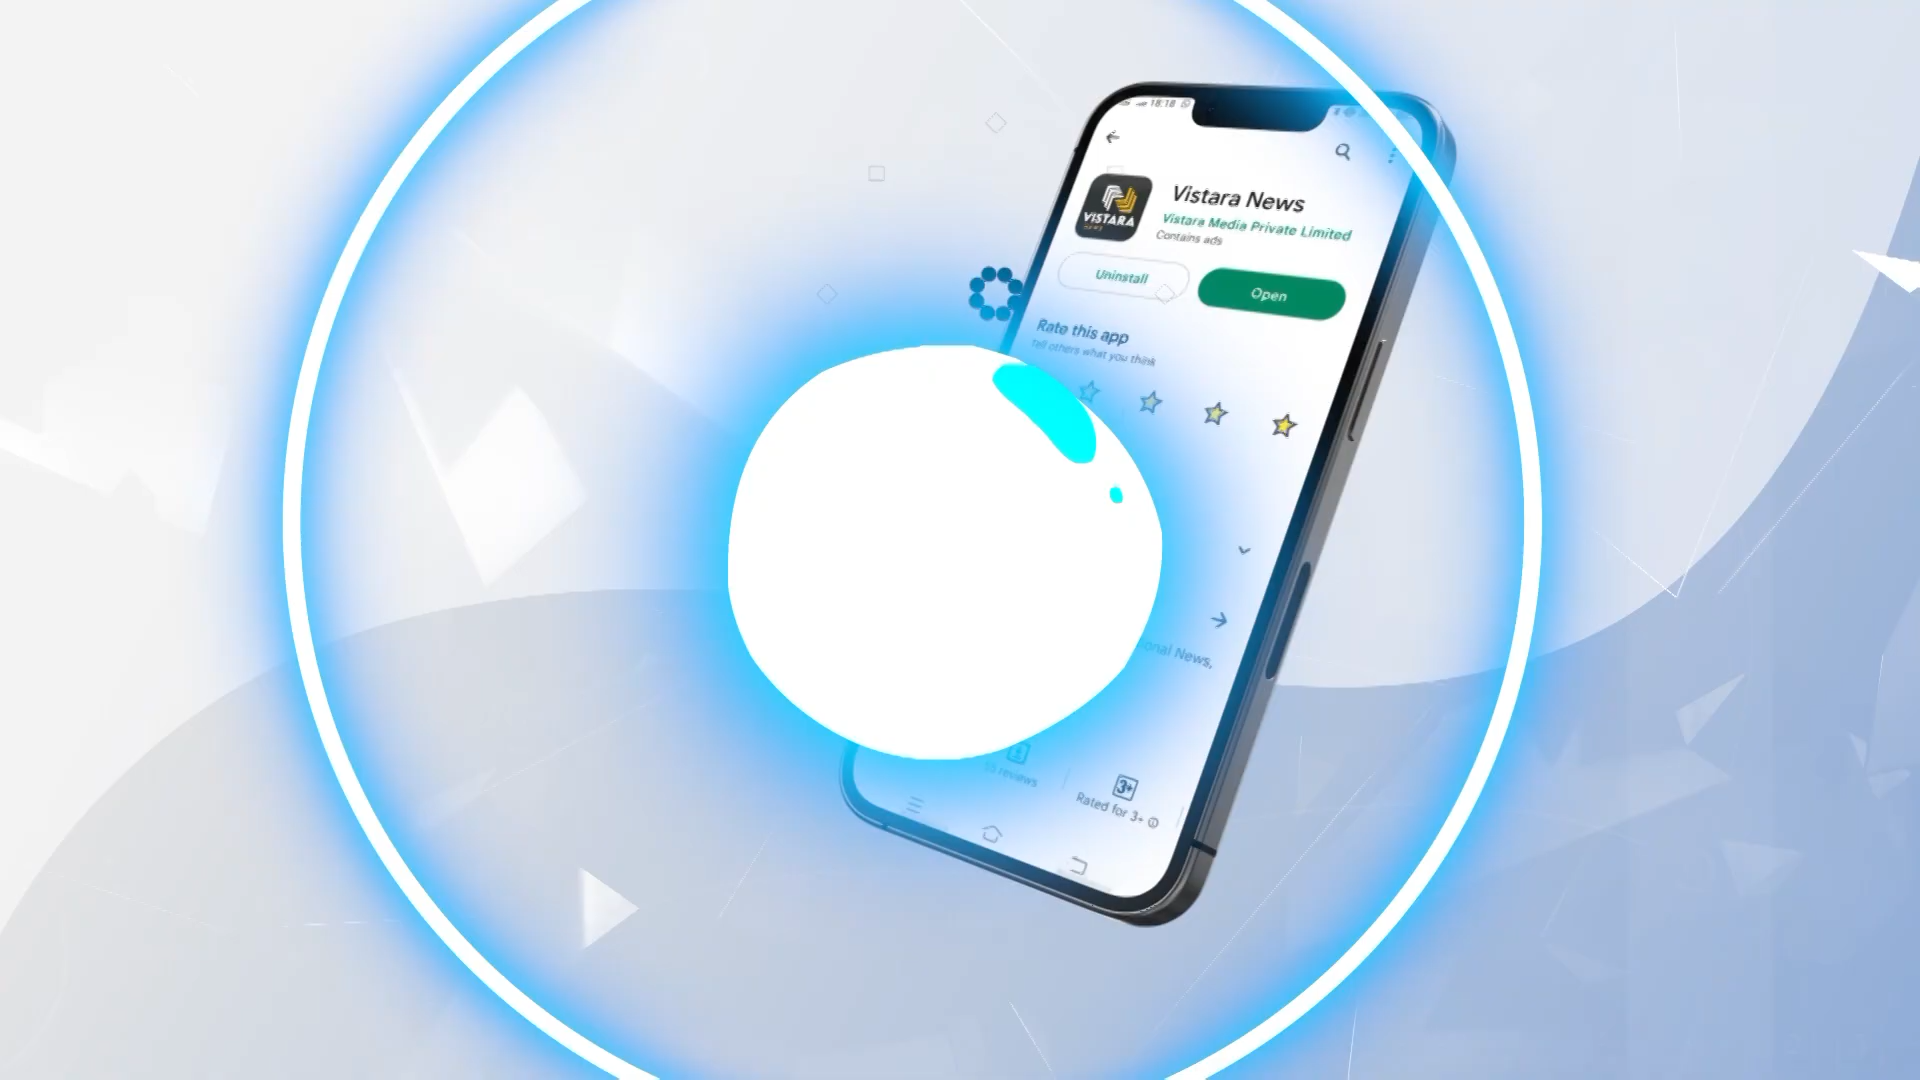 18:18
VISTARA
NEWS
Vistara News
Vistara Media Private Limited
Contains ads
Uninstall
Open
Rate this app
Tell others what you think
onal News,
reviews
3+
Rated for 3+